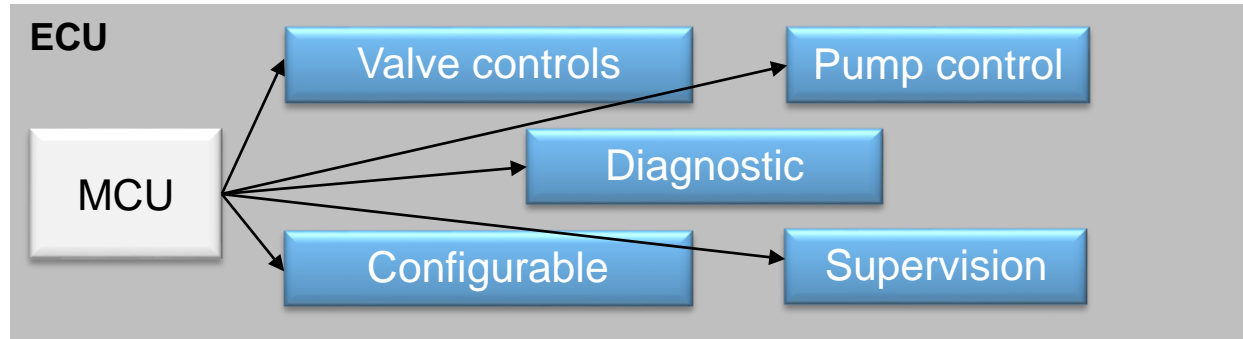 ECU
Valve controls
Pump control
MCU
Diagnostic
Configurable
Supervision